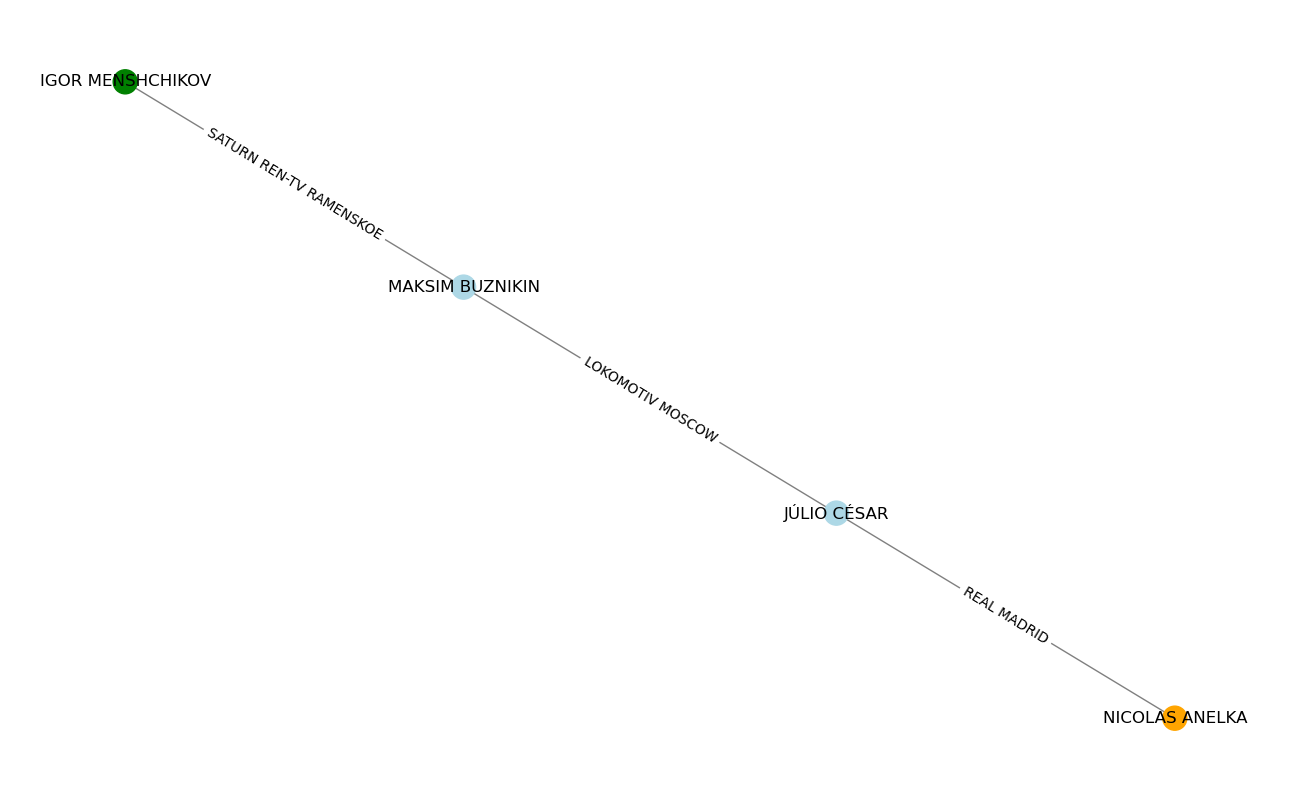 IGOR MENSHCHIKOV
SATURN REN-TV RAMENSKOE
MAKSIM BUZNIKIN
LOKOMOTIV MOSCOW
JÚLIO CÉSAR
REAL MADRID
NICOLAS ANELKA